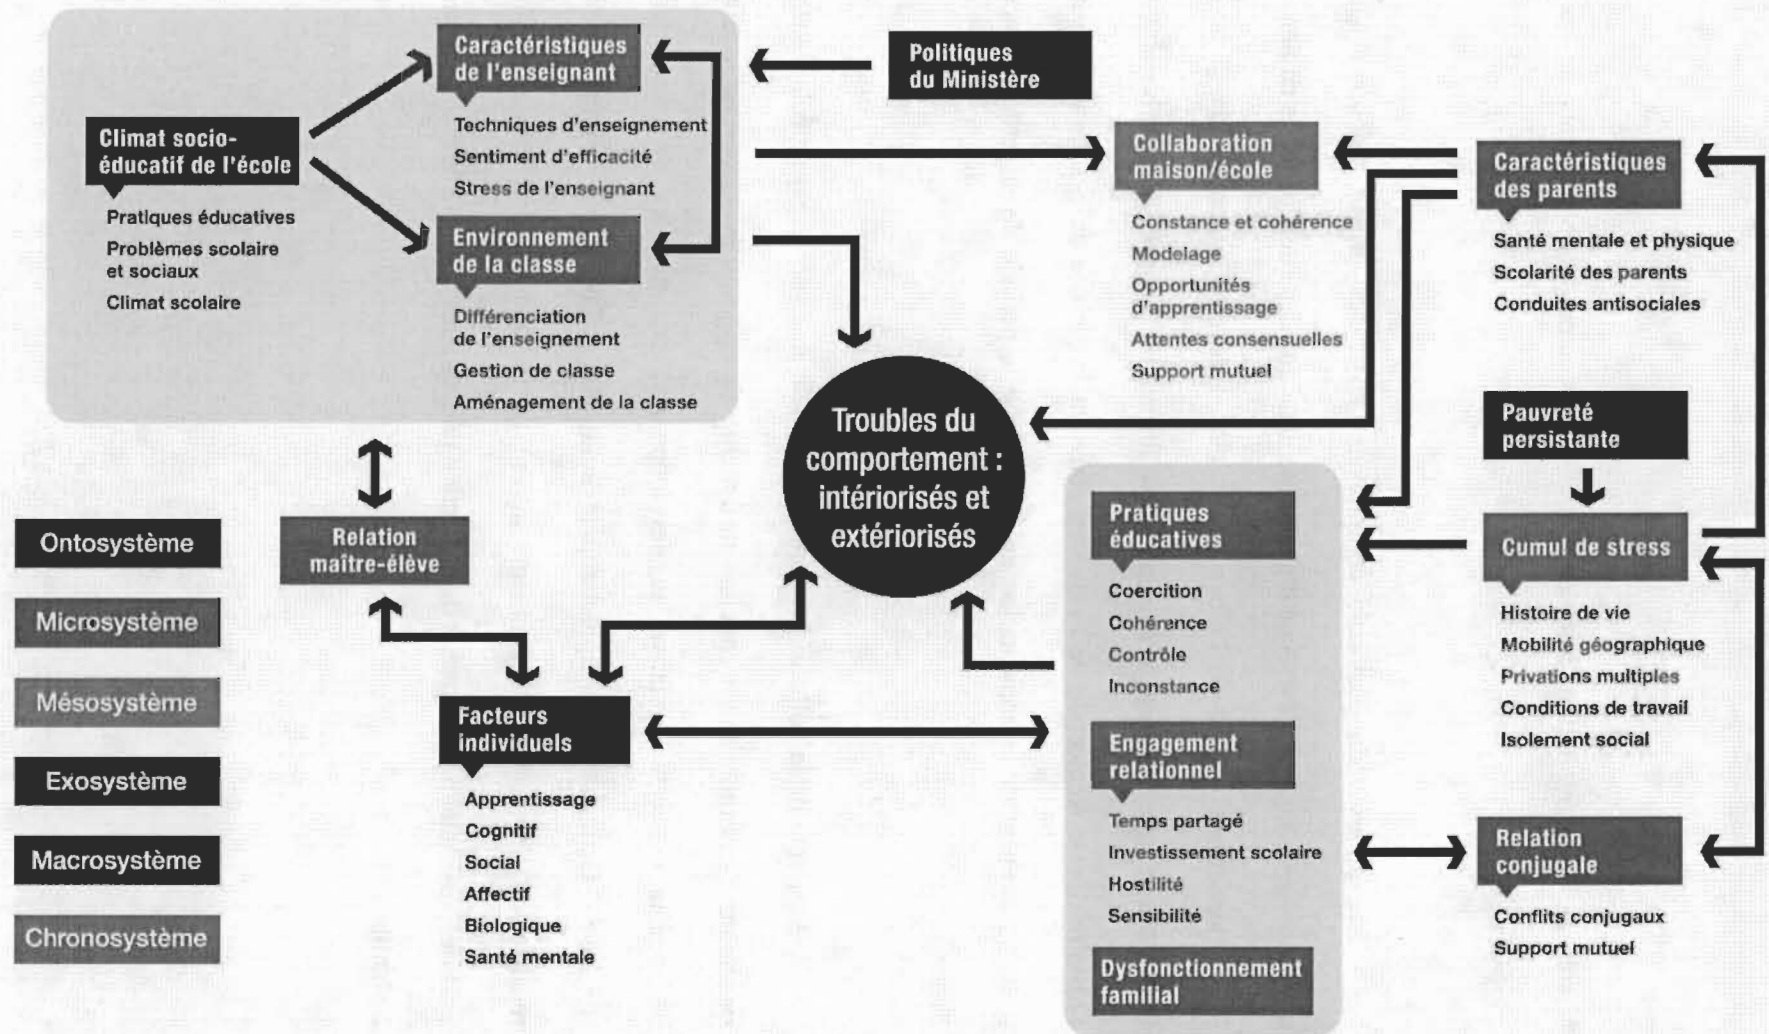 Caractéristiques
de l'enseignant
Techniques d'enseignement
Sentiment d'efficacité
Stress de l'enseignant
Climat socio-
éducatif de l'école
Pratiques éducatives
Problèmes scolaire
et sociaux
Climat scolaire
Environnement
de la classe
Différenciation
de l'enseignement
Gestion de classe
Aménagement de la classe
Politiques
du Ministère
Collaboration
maison/école
Constance et cohérence
Modelage
Opportunités
d'apprentissage
Attentes consensuelles
Support mutuel
Caractéristiques
des parents
Santé mentale et physique
Scolarité des parents
Conduites antisociales
Troubles du
comportement :
intériorisés et
extériorisés
Pauvreté
persistante
Cumul de stress
Histoire de vie
Mobilité géographique
Privations multiples
Conditions de travail
Isolement social
Pratiques
éducatives
Coercition
Cohérence
Contrôle
Inconstance
Engagement
relationnel
Temps partagé
Investissement scolaire
Hostilité
Sensibilité
Dysfonctionnement
familial
Relation
conjugale
Conflits conjugaux
Support mutuel
Relation
maître-élève
Facteurs
individuels
Apprentissage
Cognitif
Social
Affectif
Biologique
Santé mentale
Ontosystème
Microsystème
Mésosystème
Exosystème
Macrosystème
Chronosystème